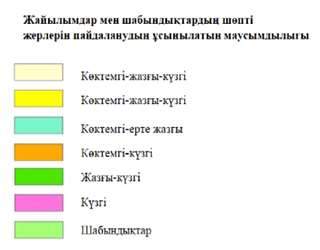 Жайылымдар мен шабындықтардың шөпті
жерлерін пайдаланудың ұсынылатын маусымдылығы
Көктемгі-жазғы-күзгі
Көктемгі-жазғы-күзгі
Көктемгі-ерте жазғы
Көктемгі-күзгі
Жазғы-күзгі
Күзгі
Шабындықтар